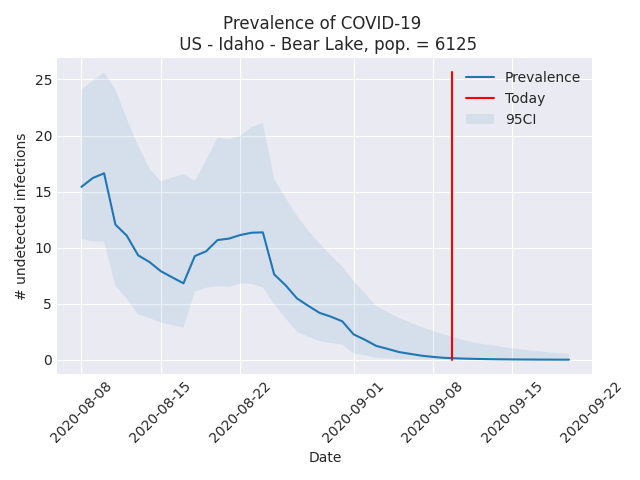 Prevalence of COVID-19
US - Idaho - Bear Lake, pop. = 6125
Prevalence
Today
95CI
# undetected infections
25
20
15
10
5
0
2020-08-08
2020-08-15
2020-08-22
2020-09-01
2020-09-08
2020-09-15
2020-09-22
Date